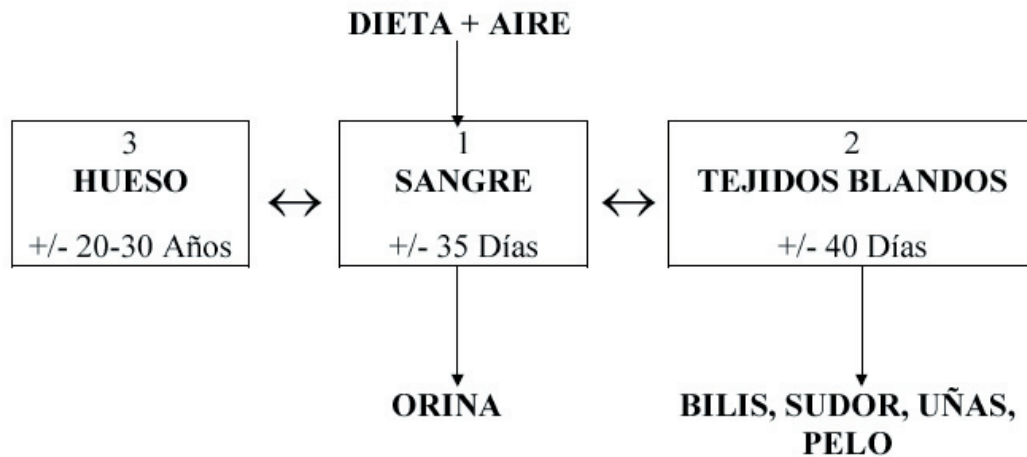 DIETA + AIRE
3
HUESO
+/- 20-30 Años
1
SANGRE
+/- 35 Días
2
TEJIDOS BLANDOS
+/- 40 Días
ORINA
BILIS, SUDOR, UÑAS,
PELO